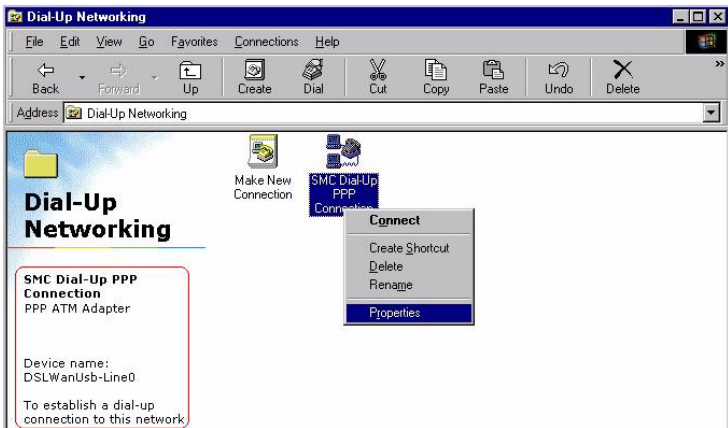 Dial-Up Networking
File Edit View Go Favorites Connections Help
Back Forward Up Create Dial Cut Copy Paste Undo Delete »
Address Dial-Up Networking
Make New
Connection
SMC Dial-Up
PPP
Connection
Dial-Up
Networking
SMC Dial-Up PPP
Connection
PPP ATM Adapter
Device name:
DSLWanUsb-Line0
To establish a dial-up
connection to this network
Connect
Create Shortcut
Delete
Rename
Properties